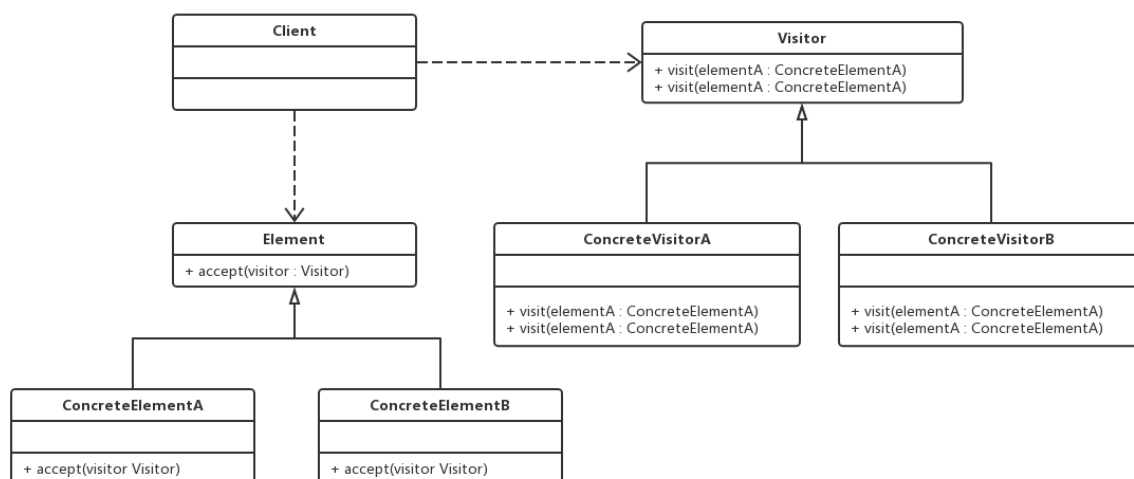 Client
Visitor
+ visit(elementA : ConcreteElementA)
+ visit(elementA : ConcreteElementA)
Element
+ accept(visitor : Visitor)
ConcreteVisitorA
+ visit(elementA : ConcreteElementA)
+ visit(elementA : ConcreteElementA)
ConcreteVisitorB
+ visit(elementA : ConcreteElementA)
+ visit(elementA : ConcreteElementA)
ConcreteElementA
+ accept(visitor Visitor)
ConcreteElementB
+ accept(visitor Visitor)